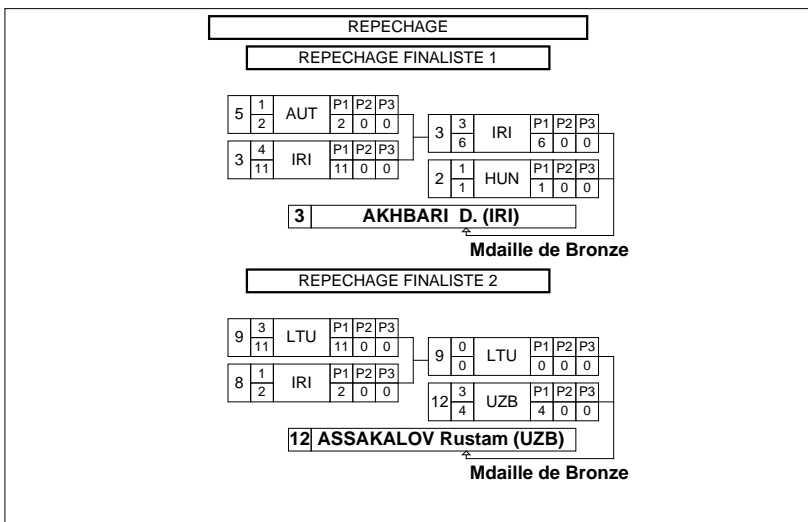 REPECHAGE
REPECHAGE FINALISTE 1
5 1 2 AUT P1 P2 P3 2 0 0
3 4 11 IRI P1 P2 P3 11 0 0
3 3 6 IRI P1 P2 P3 6 0 0
2 1 1 HUN P1 P2 P3 1 0 0
3 AKHBARI D. (IRI)
Mdaille de Bronze
REPECHAGE FINALISTE 2
9 3 11 LTU P1 P2 P3 11 0 0
8 1 2 IRI P1 P2 P3 2 0 0
9 0 0 LTU P1 P2 P3 0 0 0
12 3 4 UZB P1 P2 P3 4 0 0
12 ASSAKALOV Rustam (UZB)
Mdaille de Bronze